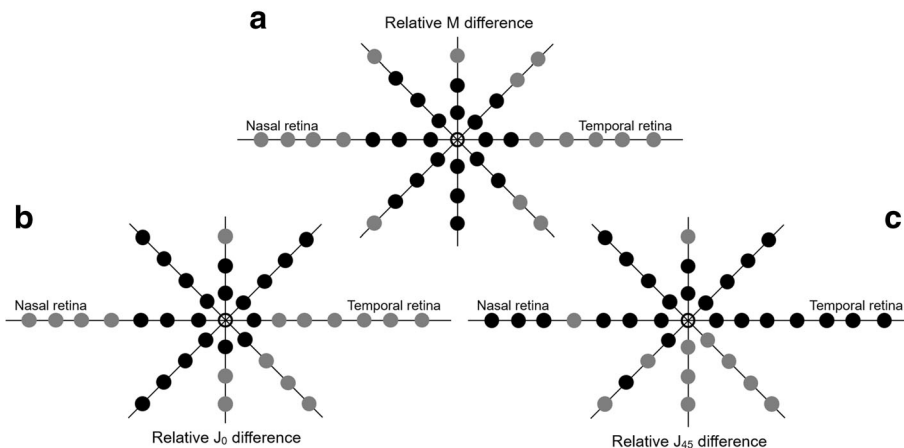 a
Relative M difference
Nasal retina
Temporal retina
b
c
Nasal retina
Temporal retina
Nasal retina
Temporal retina
Relative J0 difference
Relative J45 difference